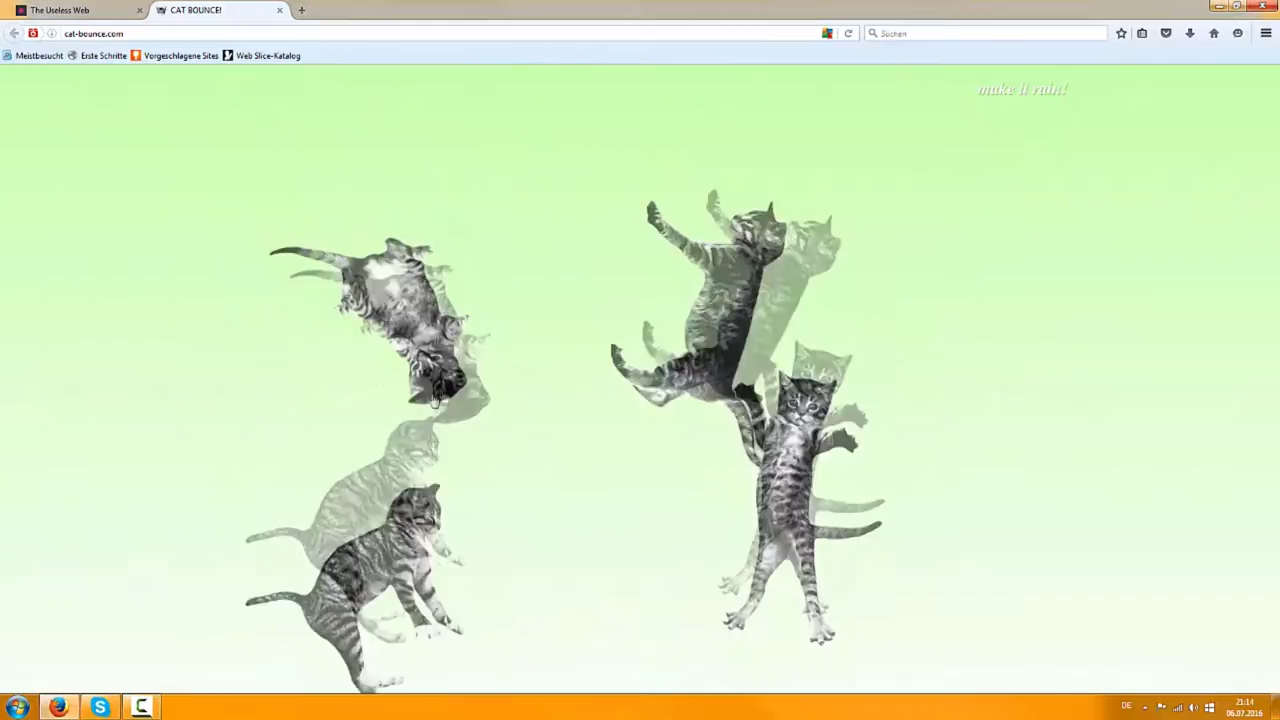 The Useless Web
CAT BOUNCE!
cat-bounce.com
Suchen
Meistbesucht
Erste Schritte
Vorgeschlagene Sites
Web Slice-Katalog
make it rain!
DE
21:14
06.07.2016